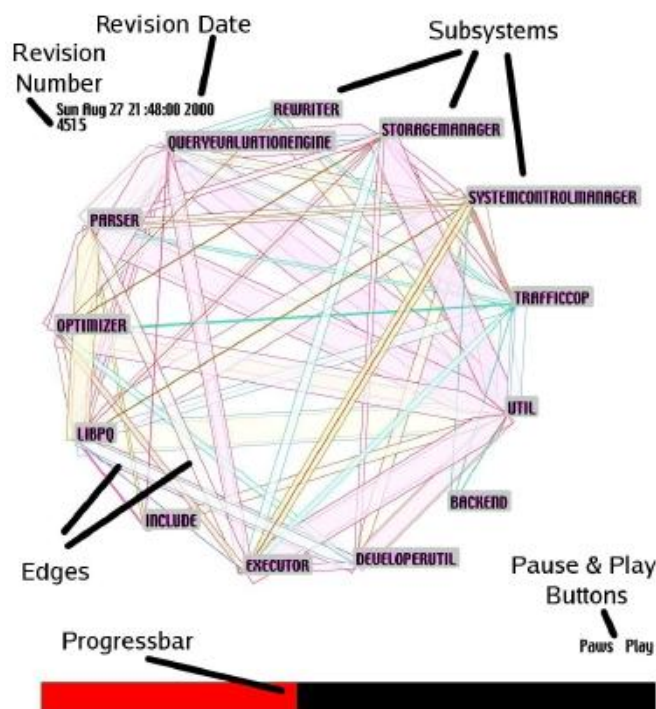 Revision Date
Subsystems
Revision
Number
Sun Aug 27 21:48:00 2000
4515
REWRITER
STORAGEMANAGER
QUERYEVALUATIONENGINE
SYSTEMCONTROLMANAGER
PARSER
TRAFFICCOP
OPTIMIZER
UTIL
LIBPQ
BACKEND
INCLUDE
DEVELOPERUTIL
EXECUTOR
Edges
Pause & Play
Buttons
Progressbar
Paws Play